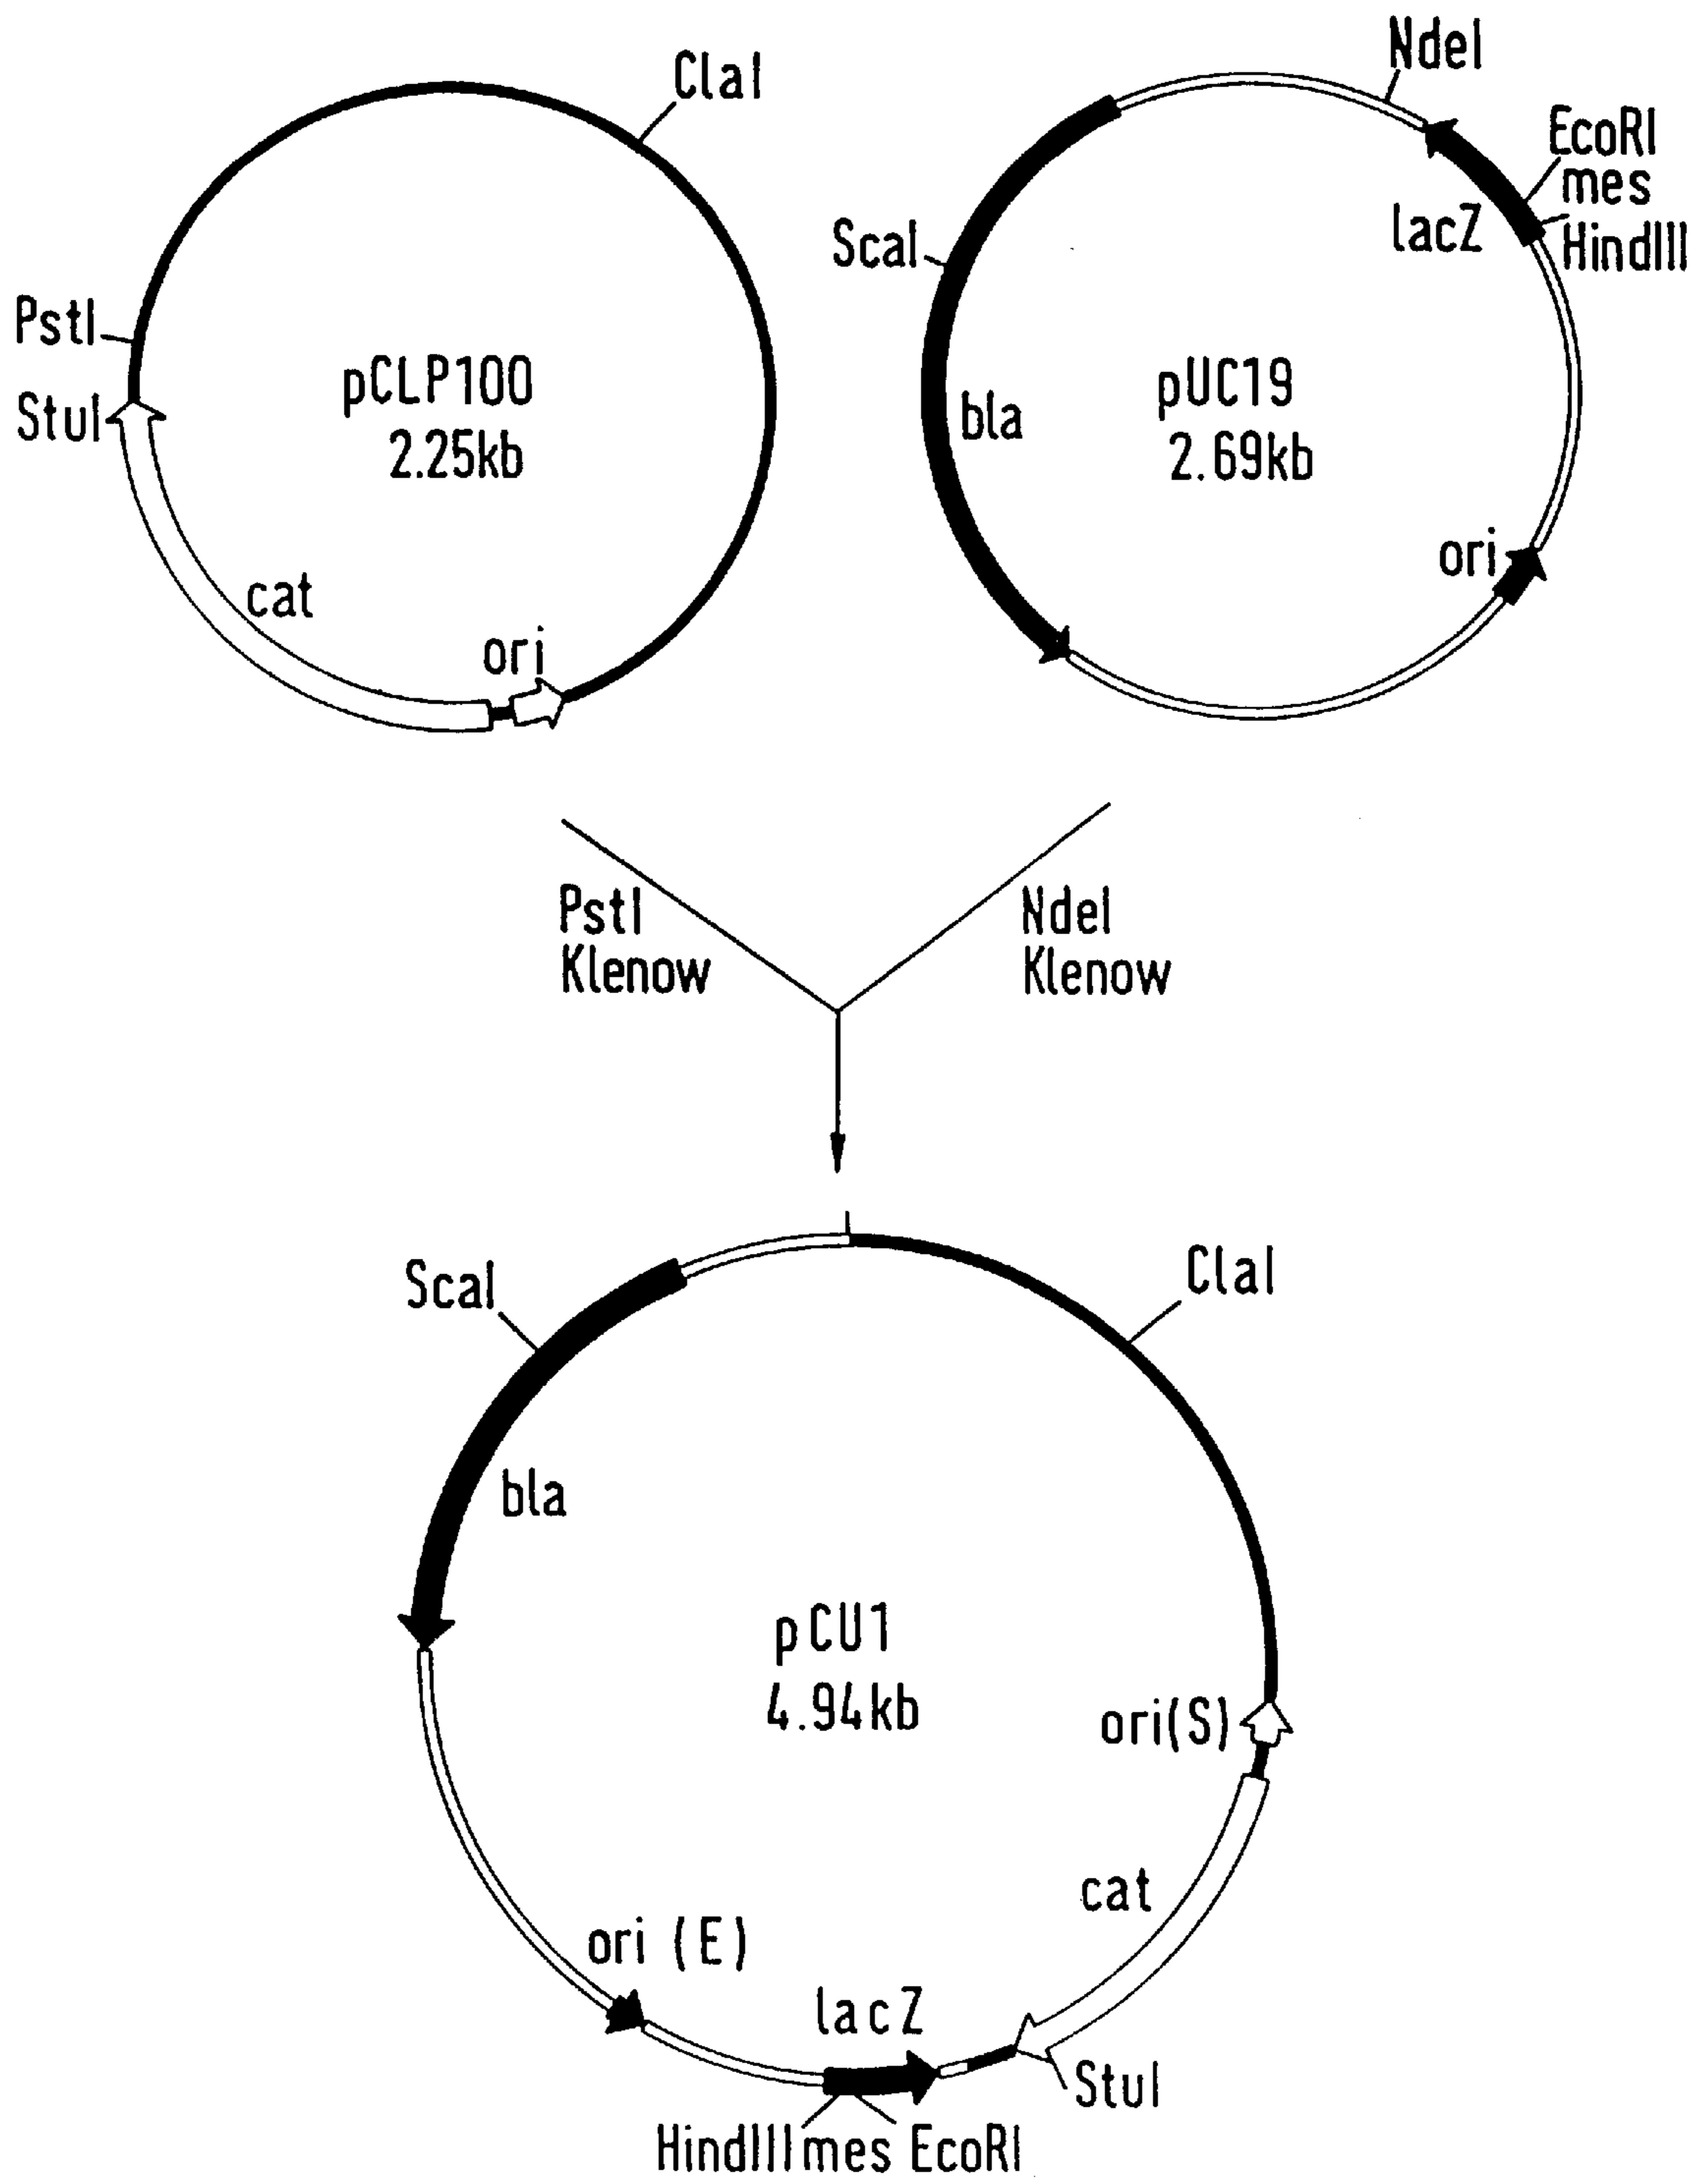 ClaI
PstI
StuI
pCLP100
2.25kb
cat
ori
NdeI
EcoRI
mes
HindIII
lacZ
ScaI
pUC19
2.69kb
bla
ori
PstI
Klenow
NdeI
Klenow
ScaI
ClaI
bla
pCU1
4.94kb
ori(S)
cat
ori (E)
lacZ
StuI
HindIII mes EcoRI